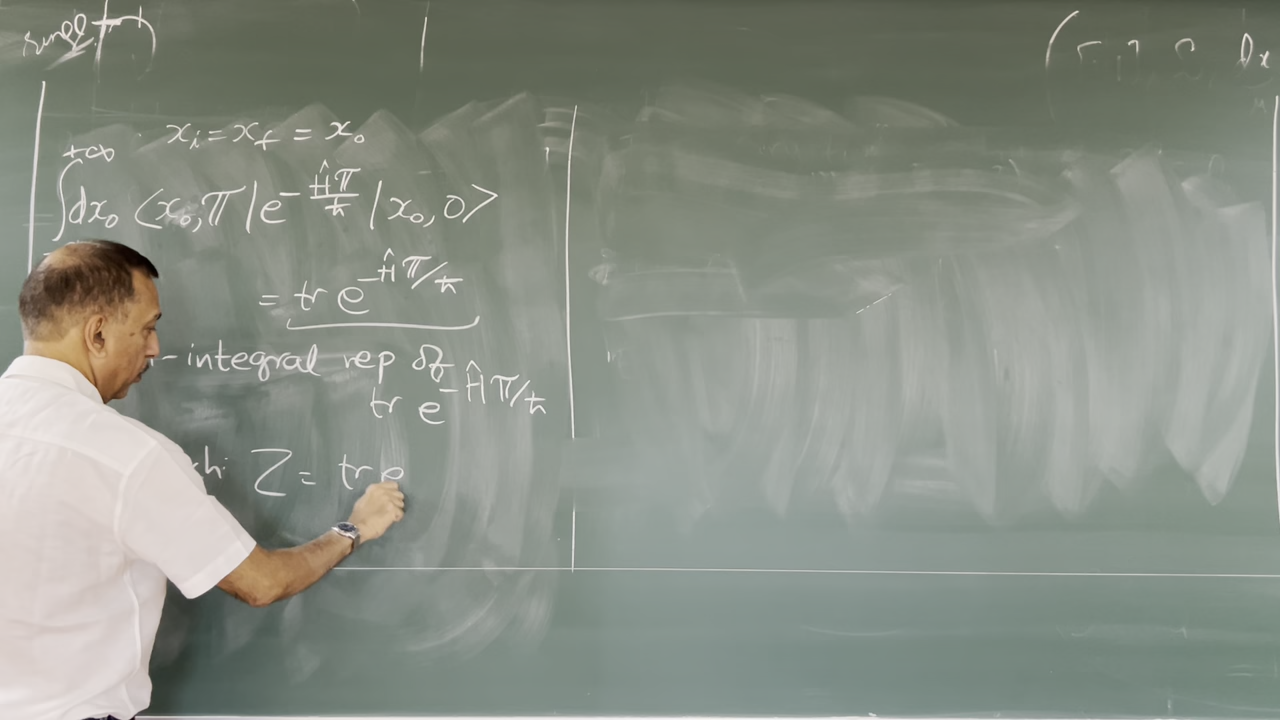 x_i = x_f = x_0
∫^{+∞} dx_0 ⟨x_0, π | e^{-Ĥπ/ħ} | x_0, 0⟩
= tr e^{-Ĥπ/ħ}
-integral rep of
tr e^{-Ĥπ/ħ}
Z = tr e